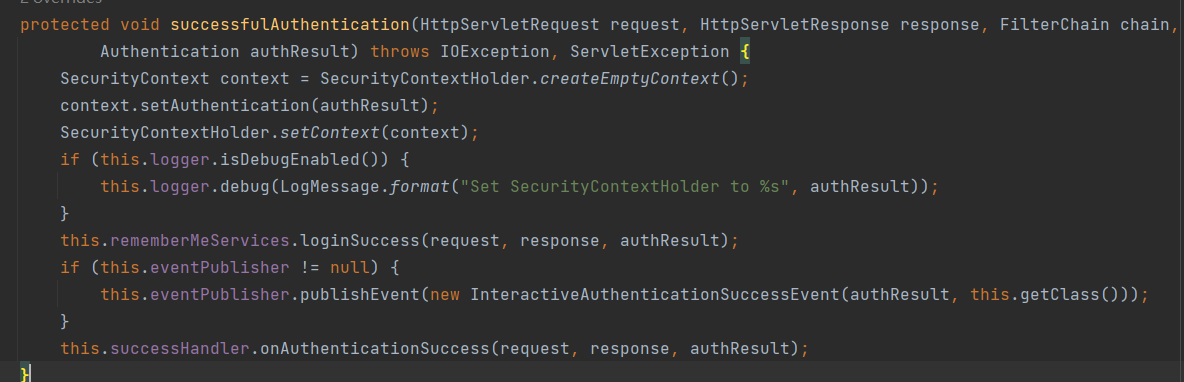 2 overrides
protected void successfulAuthentication(HttpServletRequest request, HttpServletResponse response, FilterChain chain,
        Authentication authResult) throws IOException, ServletException {
    SecurityContext context = SecurityContextHolder.createEmptyContext();
    context.setAuthentication(authResult);
    SecurityContextHolder.setContext(context);
    if (this.logger.isDebugEnabled()) {
        this.logger.debug(LogMessage.format("Set SecurityContextHolder to %s", authResult));
    }
    this.rememberMeServices.loginSuccess(request, response, authResult);
    if (this.eventPublisher != null) {
        this.eventPublisher.publishEvent(new InteractiveAuthenticationSuccessEvent(authResult, this.getClass()));
    }
    this.successHandler.onAuthenticationSuccess(request, response, authResult);
}